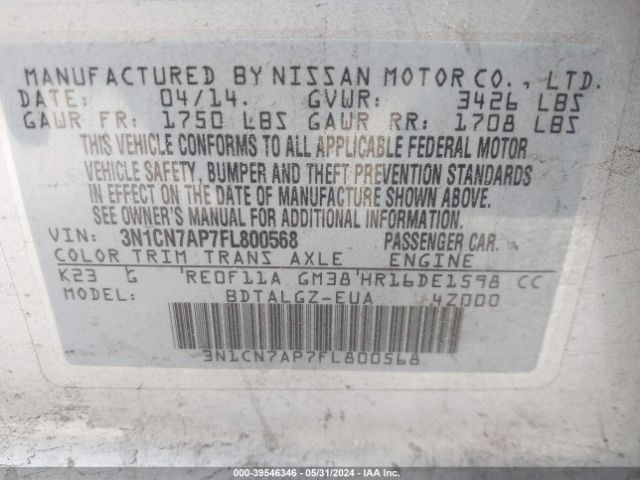 MANUFACTURED BY NISSAN MOTOR CO., LTD.
DATE: 04/14. GVWR: 3426 LBS
GAWR FR: 1750 LBS GAWR RR: 1708 LBS
THIS VEHICLE CONFORMS TO ALL APPLICABLE FEDERAL MOTOR
VEHICLE SAFETY, BUMPER AND THEFT PREVENTION STANDARDS
IN EFFECT ON THE DATE OF MANUFACTURE SHOWN ABOVE.
SEE OWNER'S MANUAL FOR ADDITIONAL INFORMATION.
VIN: 3N1CN7AP7FL800568 PASSENGER CAR.
COLOR TRIM TRANS AXLE ENGINE
K23 G RE0F11A GM38 HR16DE1598 CC
BDTALGZ-EUA 4Z000
3N1CN7AP7FL800568
000-39546346 - 05/31/2024 - IAA Inc.